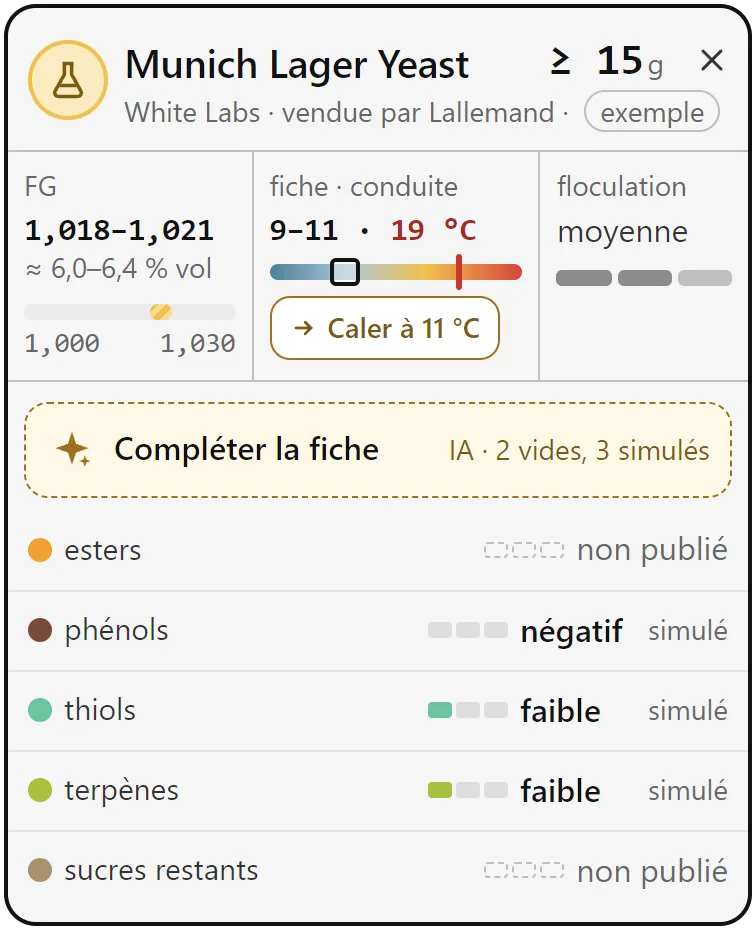 Munich Lager Yeast ≥ 15 g ×
White Labs · vendue par Lallemand · exemple
FG
1,018–1,021
≈ 6,0–6,4 % vol
1,000 1,030
fiche · conduite
9–11 · 19 °C
→ Caler à 11 °C
floculation
moyenne
Compléter la fiche IA · 2 vides, 3 simulés
esters non publié
phénols négatif simulé
thiols faible simulé
terpènes faible simulé
sucres restants non publié